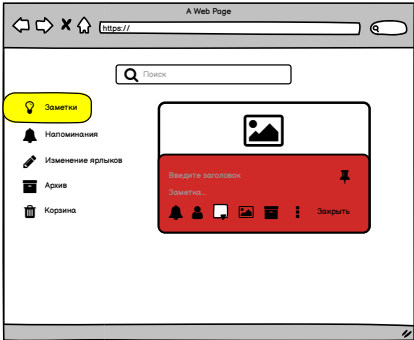 A Web Page
https://
Поиск
Заметки
Напоминания
Изменение ярлыков
Архив
Корзина
Введите заголовок
Заметка..
Закрыть